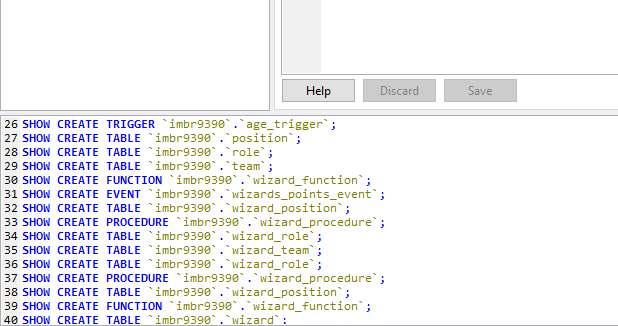 Help Discard Save
26 SHOW CREATE TRIGGER `imbr9390`.`age_trigger`;
27 SHOW CREATE TABLE `imbr9390`.`position`;
28 SHOW CREATE TABLE `imbr9390`.`role`;
29 SHOW CREATE TABLE `imbr9390`.`team`;
30 SHOW CREATE FUNCTION `imbr9390`.`wizard_function`;
31 SHOW CREATE EVENT `imbr9390`.`wizards_points_event`;
32 SHOW CREATE TABLE `imbr9390`.`wizard_position`;
33 SHOW CREATE PROCEDURE `imbr9390`.`wizard_procedure`;
34 SHOW CREATE TABLE `imbr9390`.`wizard_role`;
35 SHOW CREATE TABLE `imbr9390`.`wizard_team`;
36 SHOW CREATE TABLE `imbr9390`.`wizard_role`;
37 SHOW CREATE PROCEDURE `imbr9390`.`wizard_procedure`;
38 SHOW CREATE TABLE `imbr9390`.`wizard_position`;
39 SHOW CREATE FUNCTION `imbr9390`.`wizard_function`;
40 SHOW CREATE TABLE `imbr9390`.`wizard`;